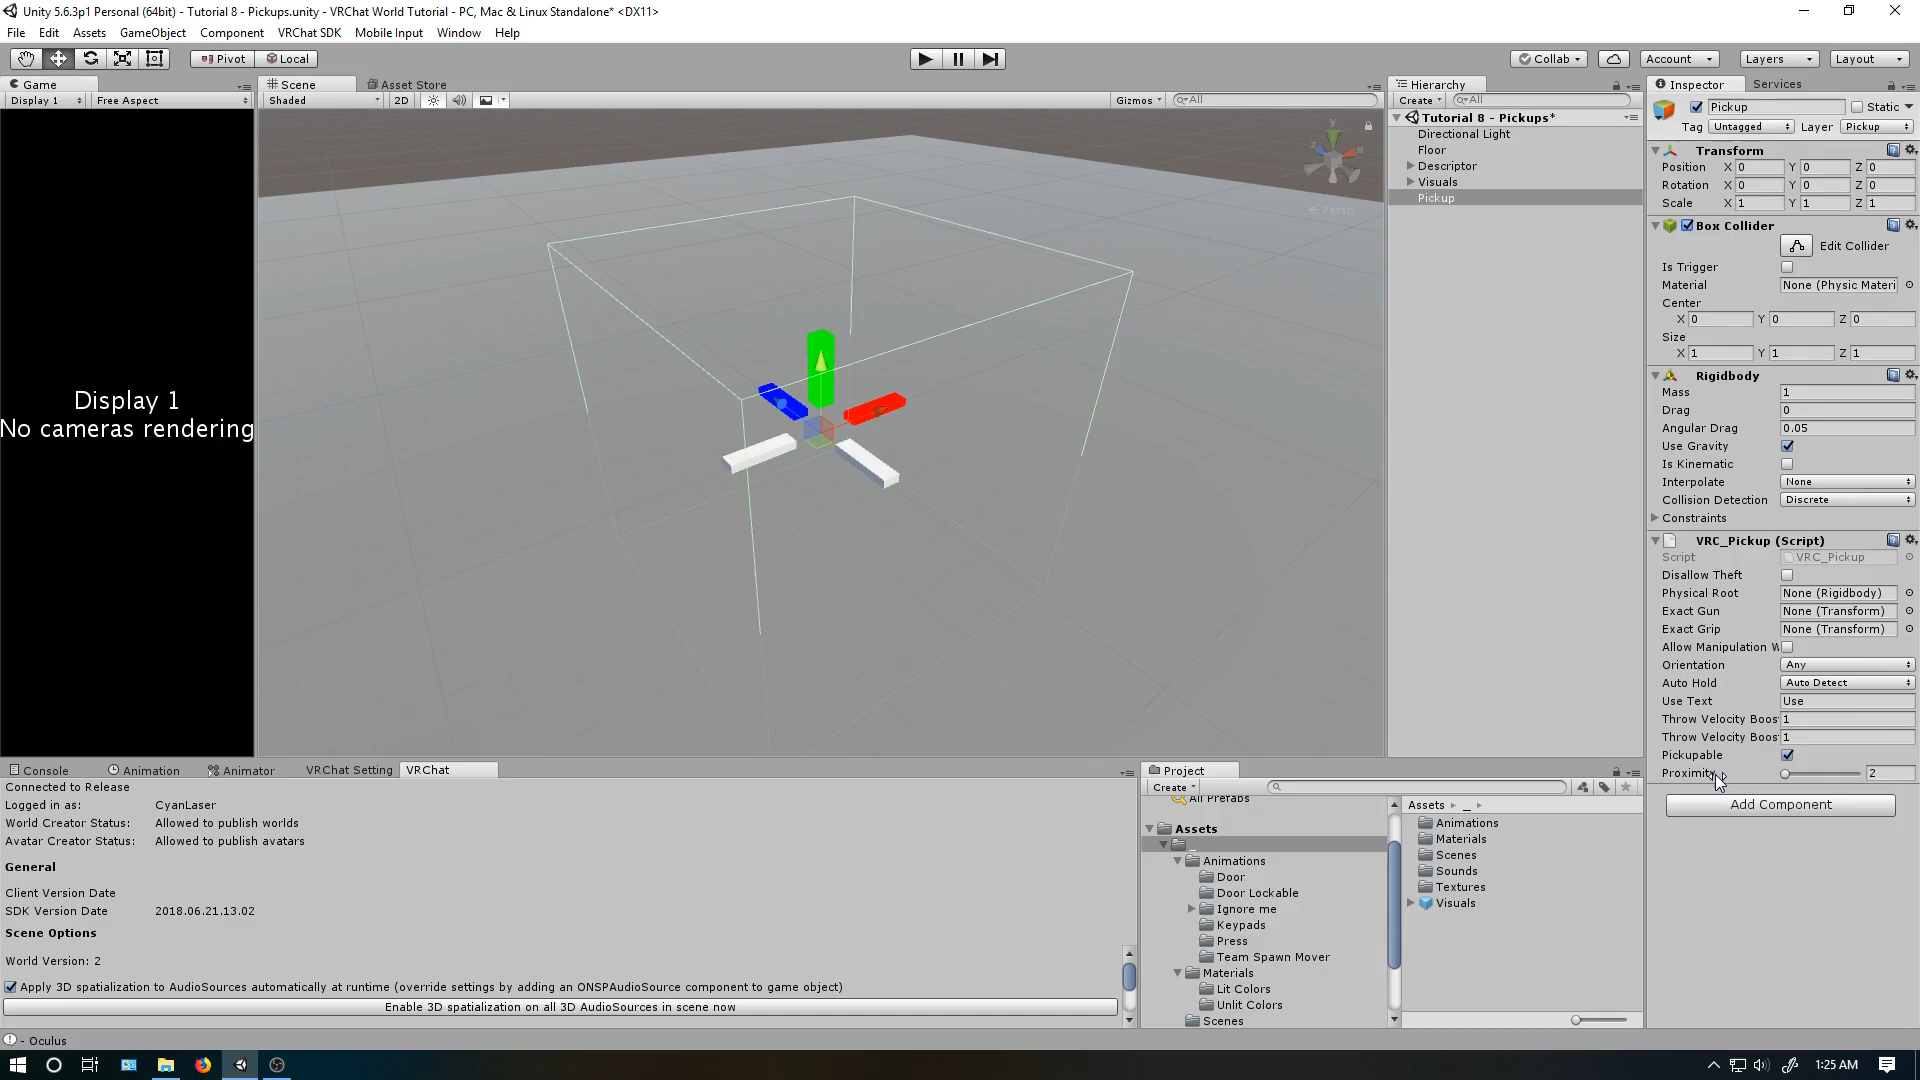 Unity 5.6.3p1 Personal (64bit) - Tutorial 8 - Pickups.unity - VRChat World Tutorial - PC, Mac & Linux Standalone* <DX11>
File Edit Assets GameObject Component VRChat SDK Mobile Input Window Help
Pivot Local Collab Account Layers Layout
Game Scene Asset Store Hierarchy Inspector Services
Display 1 Free Aspect Shaded 2D Gizmos All Create All
Pickup Static
Tag Untagged Layer Pickup
Tutorial 8 - Pickups*
Directional Light
Floor
Descriptor
Visuals
Pickup
y
x
z
Persp
Display 1
No cameras rendering
Transform
Position X 0 Y 0 Z 0
Rotation X 0 Y 0 Z 0
Scale X 1 Y 1 Z 1
Box Collider
Edit Collider
Is Trigger
Material None (Physic Materi
Center
X 0 Y 0 Z 0
Size
X 1 Y 1 Z 1
Rigidbody
Mass 1
Drag 0
Angular Drag 0.05
Use Gravity
Is Kinematic
Interpolate None
Collision Detection Discrete
Constraints
VRC_Pickup (Script)
Script VRC_Pickup
Disallow Theft
Physical Root None (Rigidbody)
Exact Gun None (Transform)
Exact Grip None (Transform)
Allow Manipulation W
Orientation Any
Auto Hold Auto Detect
Use Text Use
Throw Velocity Boos 1
Throw Velocity Boos 1
Pickupable
Proximity 2
Add Component
Console Animation Animator VRChat Setting VRChat
Connected to Release
Logged in as: CyanLaser
World Creator Status: Allowed to publish worlds
Avatar Creator Status: Allowed to publish avatars
General
Client Version Date
SDK Version Date 2018.06.21.13.02
Scene Options
World Version: 2
Apply 3D spatialization to AudioSources automatically at runtime (override settings by adding an ONSPAudioSource component to game object)
Enable 3D spatialization on all 3D AudioSources in scene now
Project
Create
All Prefabs
Assets
_
Animations
Door
Door Lockable
Ignore me
Keypads
Press
Team Spawn Mover
Materials
Lit Colors
Unlit Colors
Scenes
Assets _
Animations
Materials
Scenes
Sounds
Textures
Visuals
- Oculus
1:25 AM